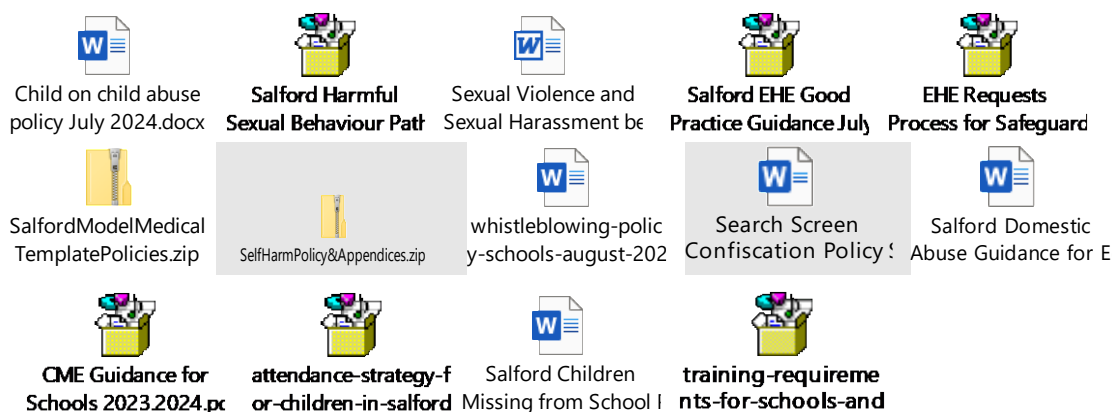 Child on child abuse
policy July 2024.docx
Salford Harmful
Sexual Behaviour Path
Sexual Violence and
Sexual Harassment be
Salford EHE Good
Practice Guidance July
EHE Requests
Process for Safeguard
SalfordModelMedical
TemplatePolicies.zip
SelfHarmPolicy&Appendices.zip
whistleblowing-polic
y-schools-august-202
Search Screen
Confiscation Policy S
Salford Domestic
Abuse Guidance for E
CME Guidance for
Schools 2023.2024.pd
attendance-strategy-f
or-children-in-salford
Salford Children
Missing from School
training-requireme
nts-for-schools-and